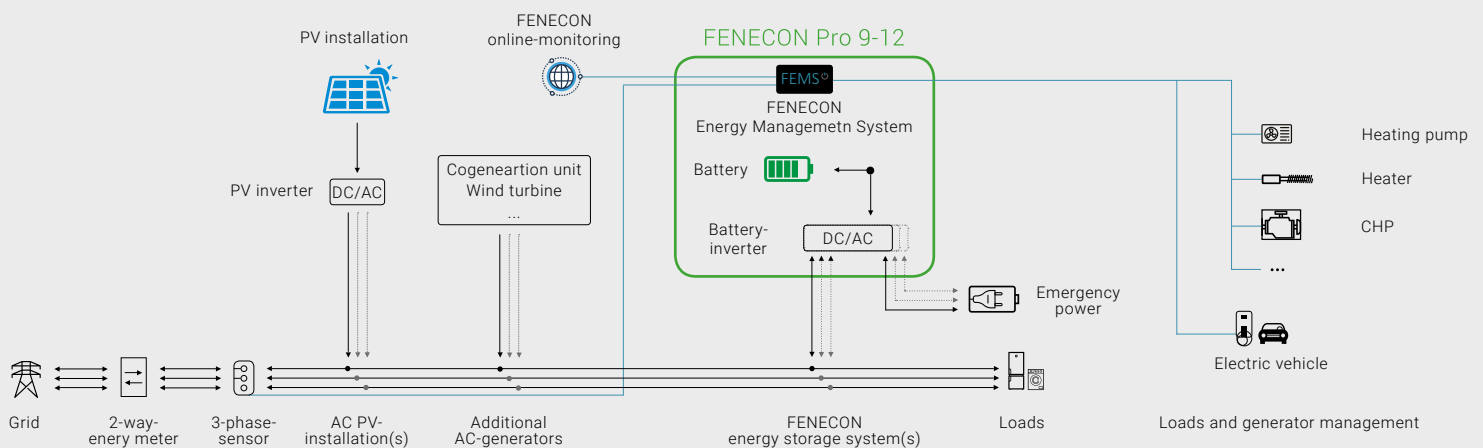 FENECON
online-monitoring
PV installation
FENECON Pro 9-12
FEMS
FENECON
Energy Managemetn System
Heating pump
Cogeneartion unit
Wind turbine
...
Battery
PV inverter
DC/AC
Heater
Battery-
inverter
DC/AC
CHP
...
Emergency
power
Electric vehicle
Grid
2-way-
enery meter
3-phase-
sensor
AC PV-
installation(s)
Additional
AC-generators
FENECON
energy storage system(s)
Loads
Loads and generator management